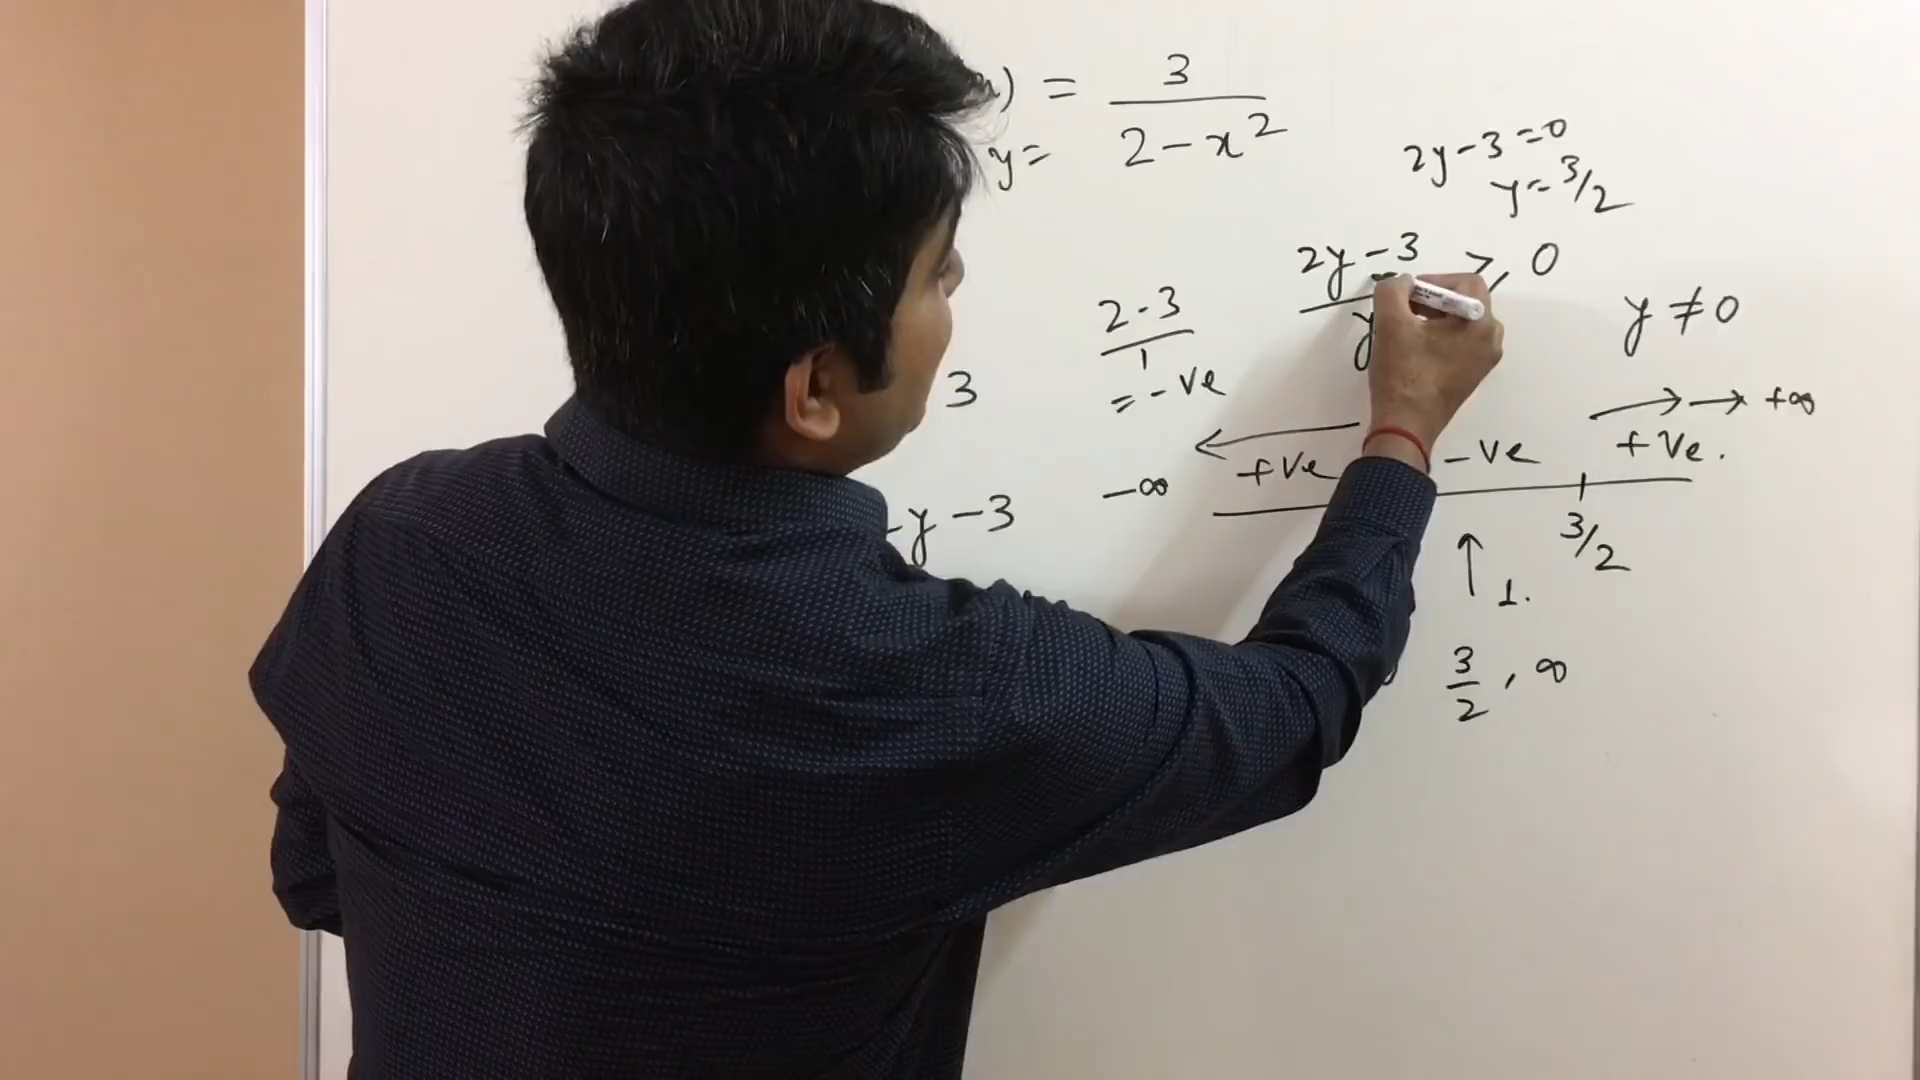 ) = 3 / 2 - x²
y =
2y - 3 = 0
y = 3/2
2y - 3 / y ≥ 0
y ≠ 0
2 - 3 / 1
= - ve
3
→→ +∞
← +ve - ve + ve .
-∞
3/2
- y - 3
↑ 1.
3/2 , ∞